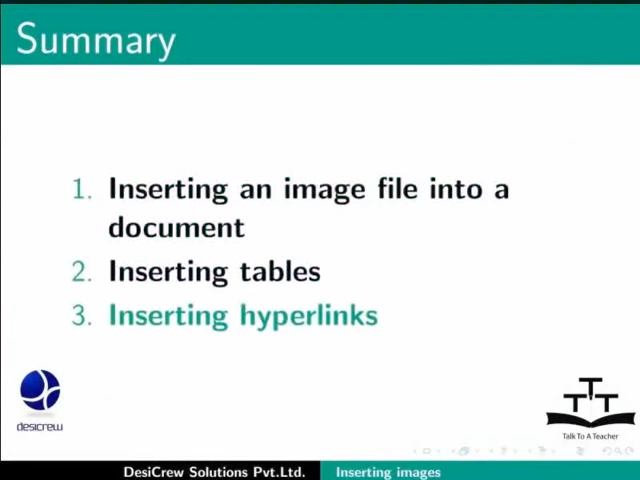 Summary
1. Inserting an image file into a
document
2. Inserting tables
3. Inserting hyperlinks
desicrew
TTT
Talk To A Teacher
DesiCrew Solutions Pvt.Ltd. Inserting images